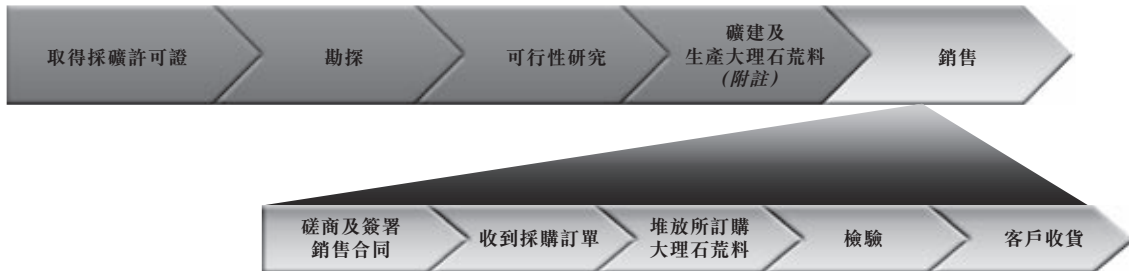 取得採礦許可證
勘探
可行性研究
礦建及
生產大理石荒料
(附註)
銷售
磋商及簽署
銷售合同
收到採購訂單
堆放所訂購
大理石荒料
檢驗
客戶收貨